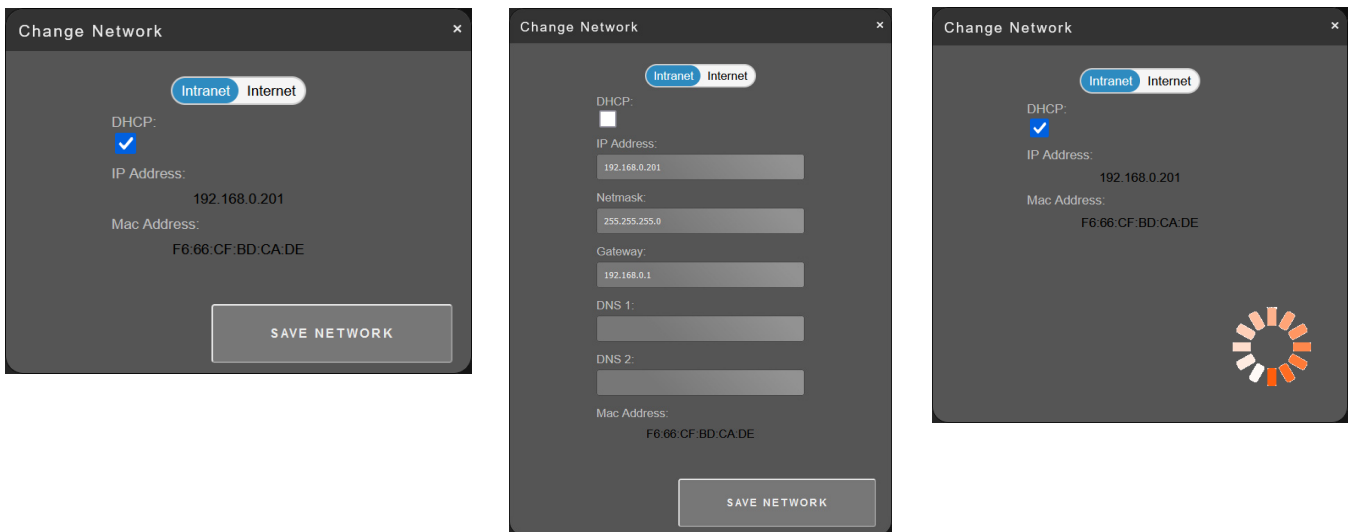 Change Network ×
Intranet Internet
DHCP:
IP Address:
192.168.0.201
Mac Address:
F6:66:CF:BD:CA:DE
SAVE NETWORK
Change Network ×
Intranet Internet
DHCP:
IP Address:
192.168.0.201
Netmask:
255.255.255.0
Gateway:
192.168.0.1
DNS 1:
DNS 2:
Mac Address:
F6:66:CF:BD:CA:DE
SAVE NETWORK
Change Network ×
Intranet Internet
DHCP:
IP Address:
192.168.0.201
Mac Address:
F6:66:CF:BD:CA:DE